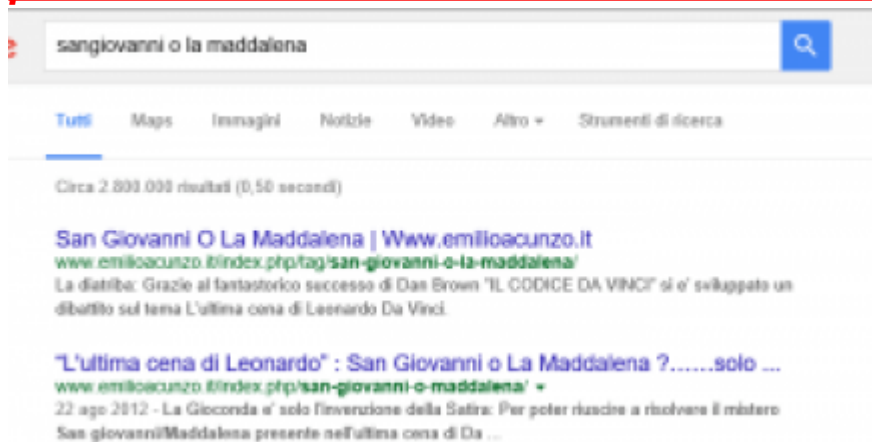 sangiovanni o la maddalena
Tutti Maps Immagini Notizie Video Altro Strumenti di ricerca
Circa 2.800.000 risultati (0,50 secondi)
San Giovanni O La Maddalena | Www.emilioacunzo.it
www.emilioacunzo.it/index.php/tag/san-giovanni-o-la-maddalena/
La diatriba: Grazie al fantastorico successo di Dan Brown "IL CODICE DA VINCI" si e' sviluppato un
dibattito sul tema L'ultima cena di Leonardo Da Vinci.
"L'ultima cena di Leonardo" : San Giovanni o La Maddalena ?......solo ...
www.emilioacunzo.it/index.php/san-giovanni-o-maddalena/
22 ago 2012 - La Gioconda e' solo l'invenzione della Satira: Per poter riuscire a risolvere il mistero
San giovanni/Maddalena presente nell'ultima cena di Da ...